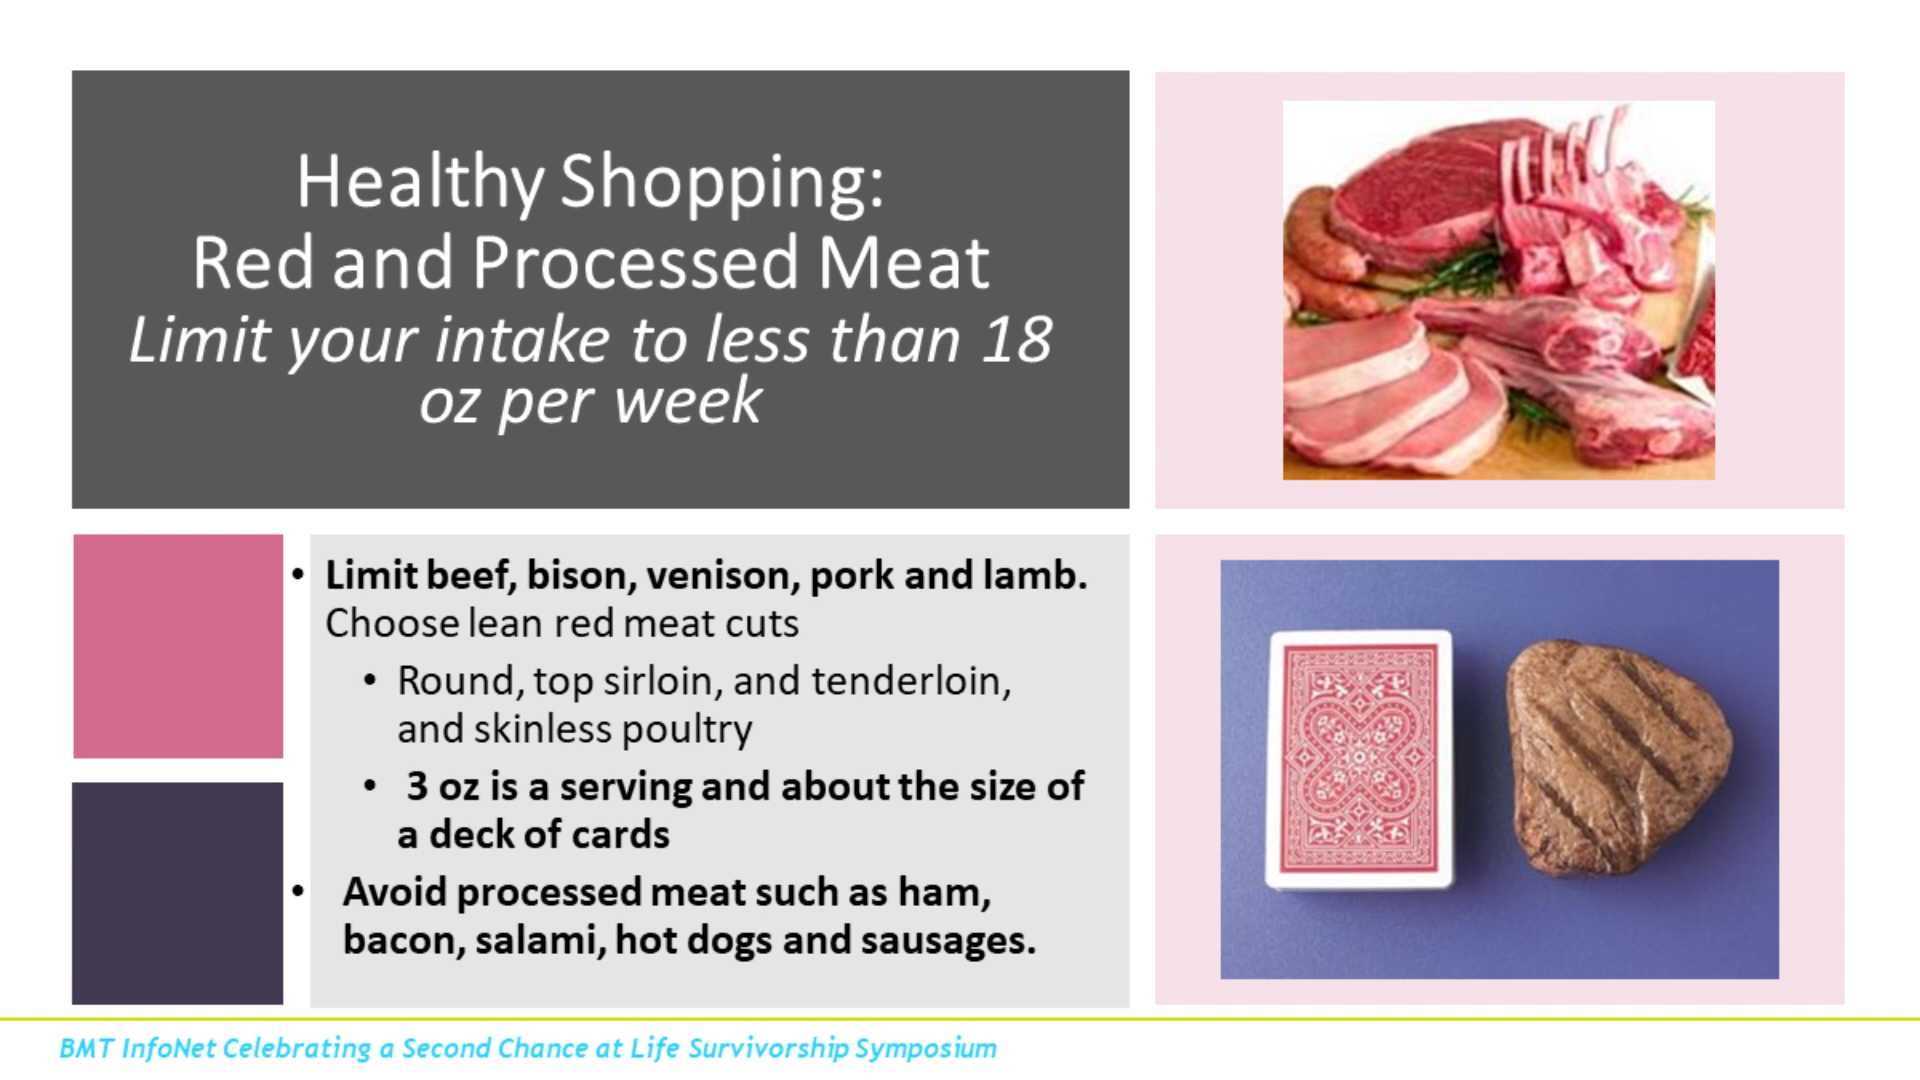 Healthy Shopping:
Red and Processed Meat
Limit your intake to less than 18
oz per week
• Limit beef, bison, venison, pork and lamb.
Choose lean red meat cuts
• Round, top sirloin, and tenderloin,
and skinless poultry
• 3 oz is a serving and about the size of
a deck of cards
• Avoid processed meat such as ham,
bacon, salami, hot dogs and sausages.
BMT InfoNet Celebrating a Second Chance at Life Survivorship Symposium